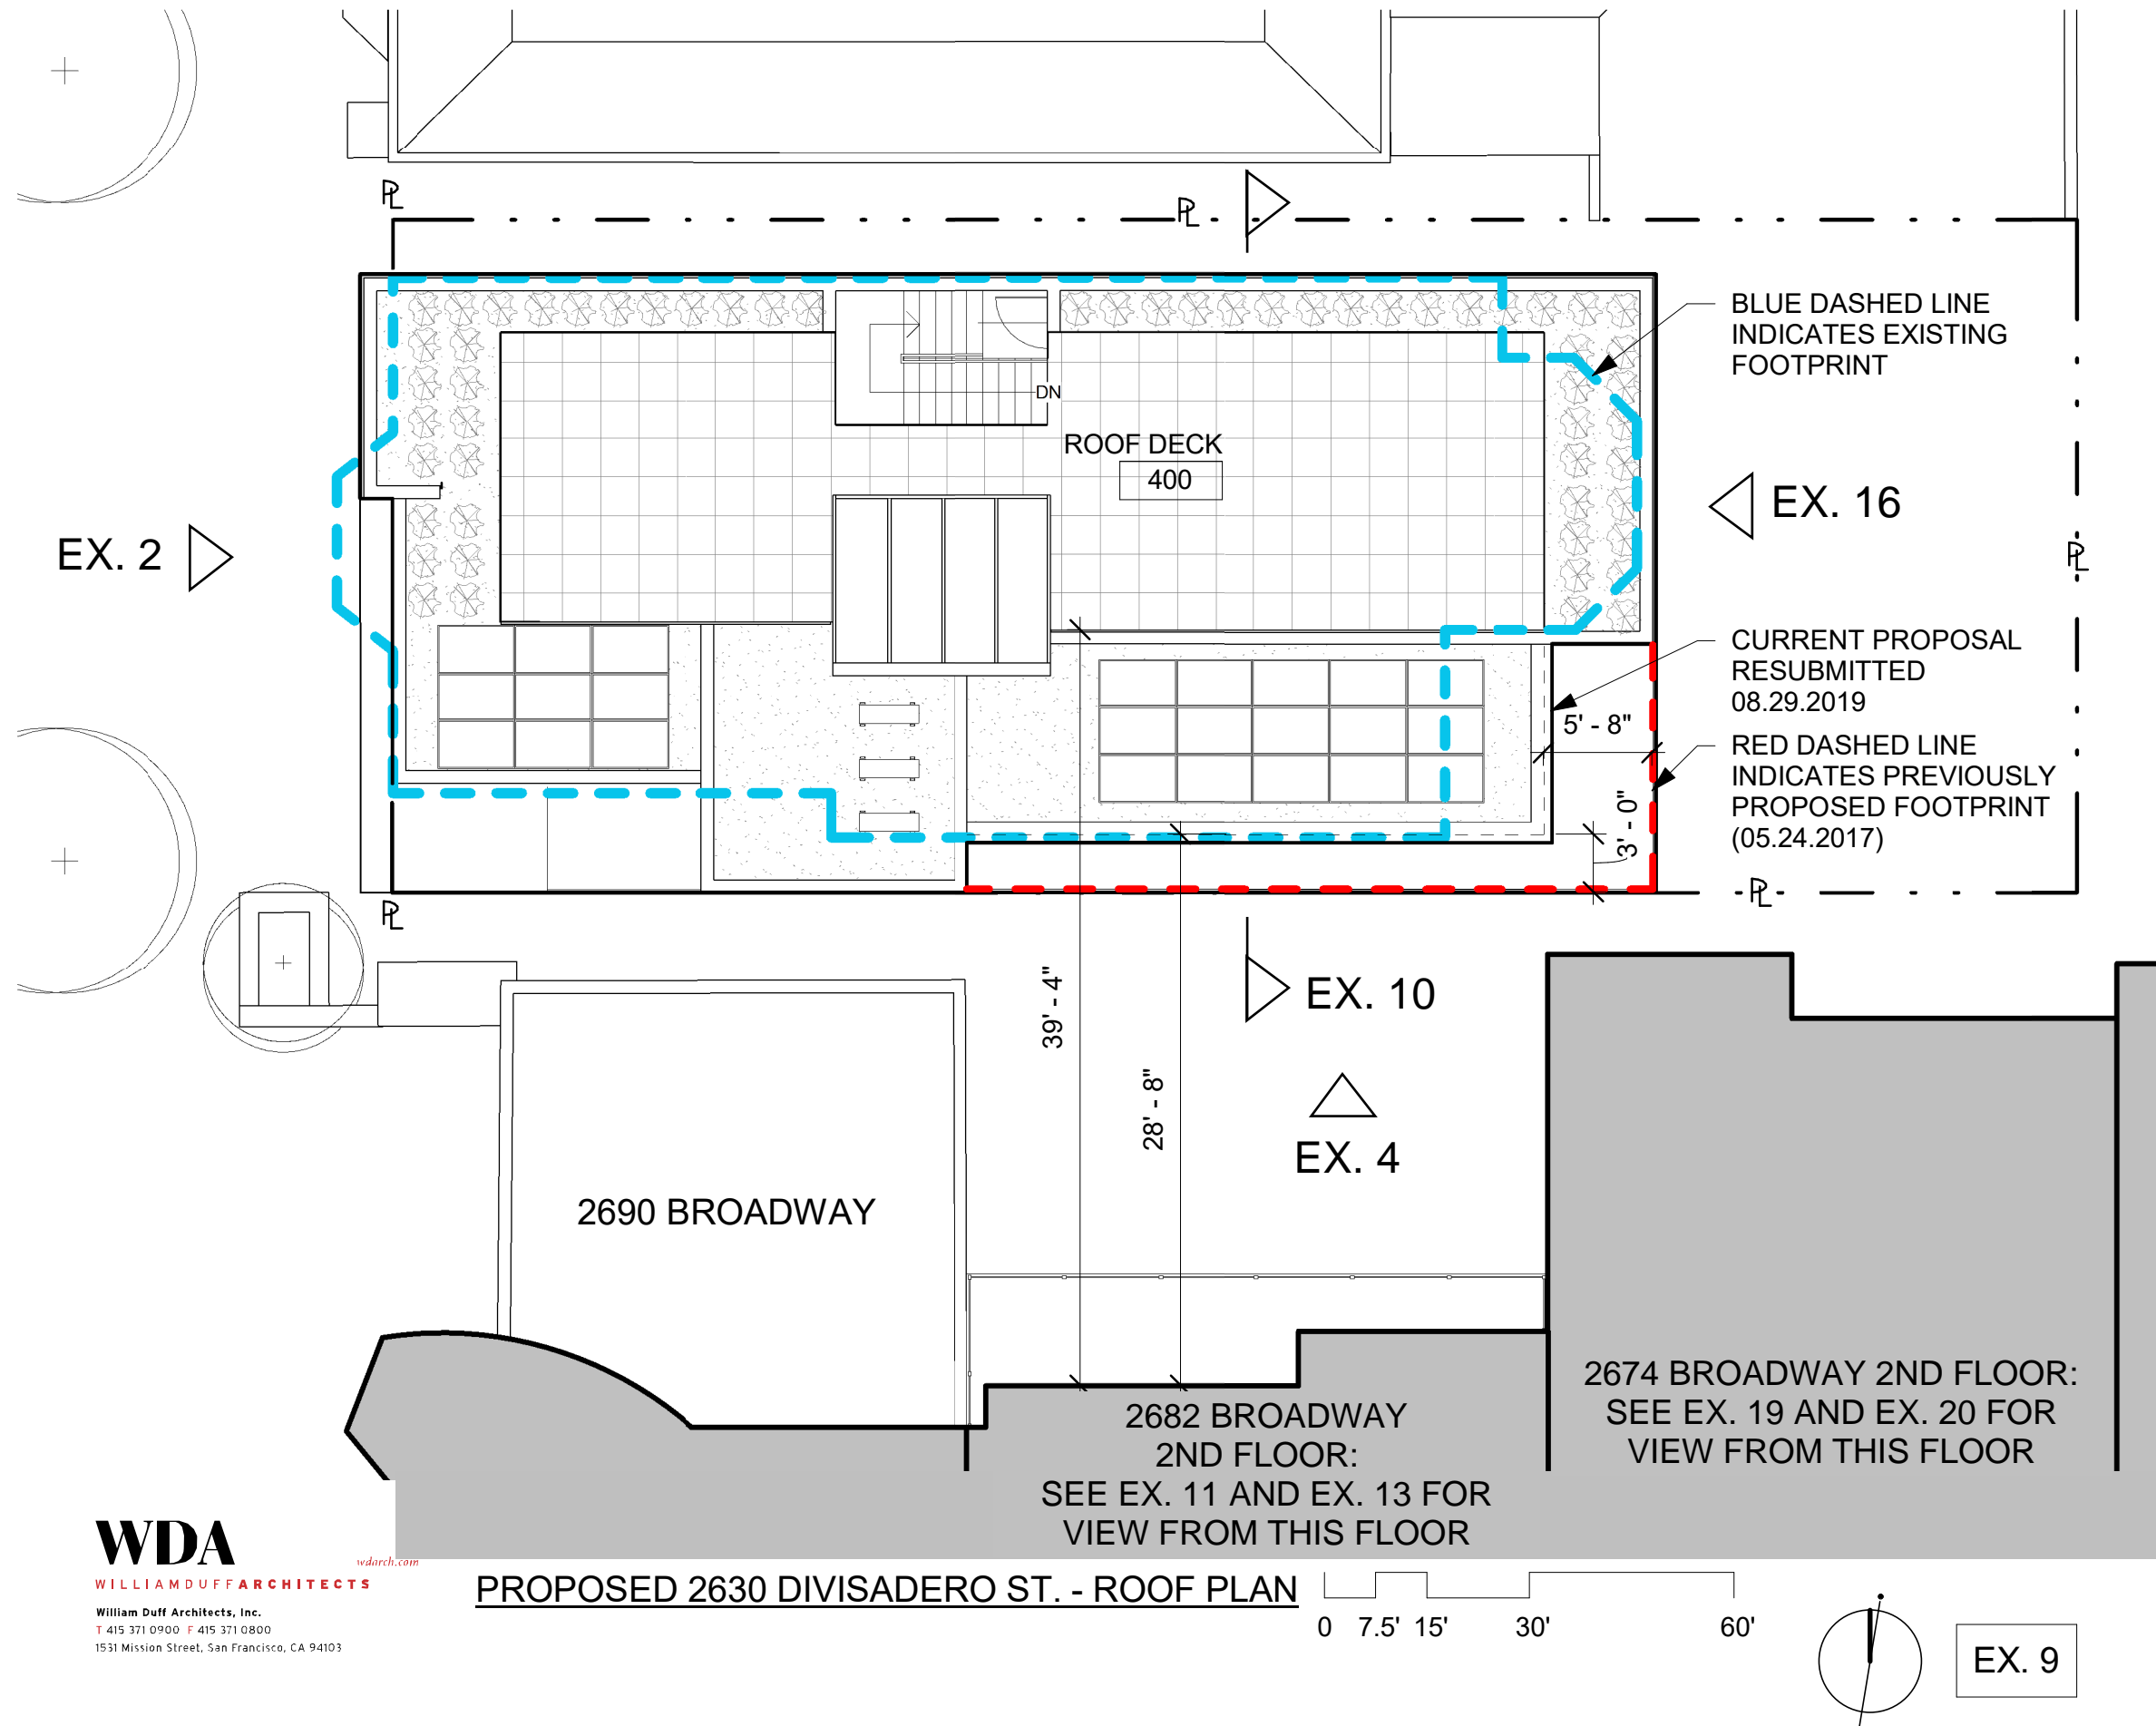 PL
PL
BLUE DASHED LINE
INDICATES EXISTING
FOOTPRINT
DN
ROOF DECK
400
EX. 16
EX. 2
PL
CURRENT PROPOSAL
RESUBMITTED
08.29.2019
5' - 8"
RED DASHED LINE
INDICATES PREVIOUSLY
PROPOSED FOOTPRINT
(05.24.2017)
3' - 0"
PL
PL
EX. 10
39' - 4"
28' - 8"
EX. 4
2690 BROADWAY
2674 BROADWAY 2ND FLOOR:
SEE EX. 19 AND EX. 20 FOR
VIEW FROM THIS FLOOR
2682 BROADWAY
2ND FLOOR:
SEE EX. 11 AND EX. 13 FOR
VIEW FROM THIS FLOOR
WDA
wdarch.com
WILLIAMDUFFARCHITECTS
William Duff Architects, Inc.
T 415 371 0900 F 415 371 0800
1531 Mission Street, San Francisco, CA 94103
PROPOSED 2630 DIVISADERO ST. - ROOF PLAN
0 7.5' 15' 30' 60'
EX. 9